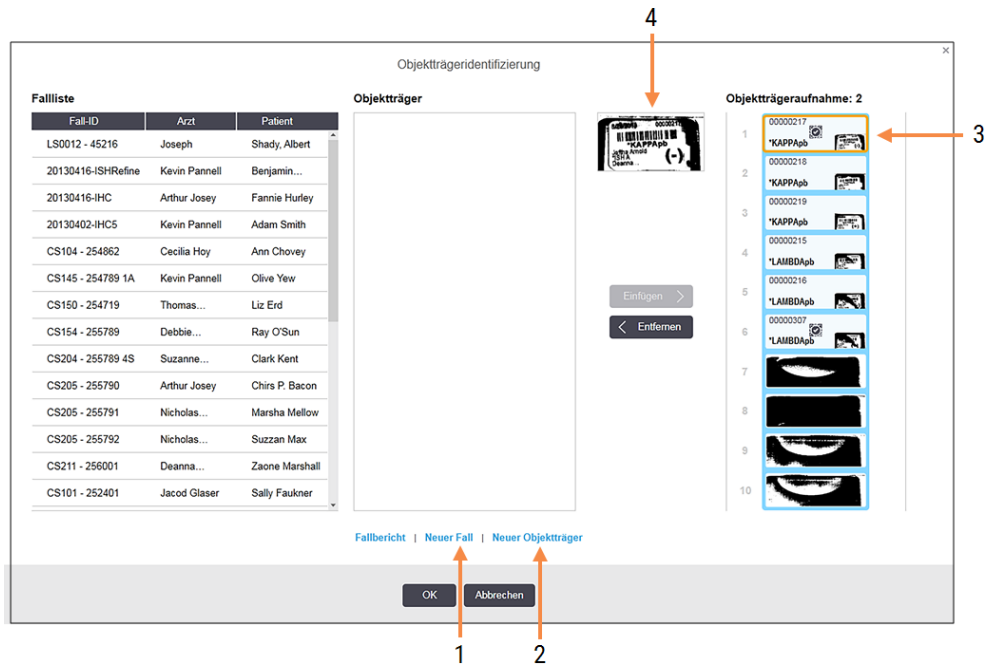 4
×
Objektträgeridentifizierung
Fallliste
Objektträger
Objektträgeraufnahme: 2
Fall-ID Arzt Patient
LS0012 - 45216 Joseph Shady, Albert
20130416-ISHRefine Kevin Pannell Benjamin...
20130416-IHC Arthur Josey Fannie Hurley
20130402-IHC5 Kevin Pannell Adam Smith
CS104 - 254862 Cecilia Hoy Ann Chovey
CS145 - 254789 1A Kevin Pannell Olive Yew
CS150 - 254719 Thomas... Liz Erd
CS154 - 255789 Debbie... Ray O'Sun
CS204 - 255789 4S Suzanne... Clark Kent
CS205 - 255790 Arthur Josey Chirs P. Bacon
CS205 - 255791 Nicholas... Marsha Mellow
CS205 - 255792 Nicholas... Suzzan Max
CS211 - 256001 Deanna... Zaone Marshall
CS101 - 252401 Jacod Glaser Sally Faukner
*KAPPApb
Jeffha Arnold
*ISH A
Deanna...
(-)
Einfügen >
< Entfernen
1 00000217
*KAPPApb
2 00000218
*KAPPApb
3 00000219
*KAPPApb
4 00000215
*LAMBDApb
5 00000216
*LAMBDApb
6 00000307
*LAMBDApb
7
8
9
10
3
Fallbericht | Neuer Fall | Neuer Objektträger
OK Abbrechen
1 2